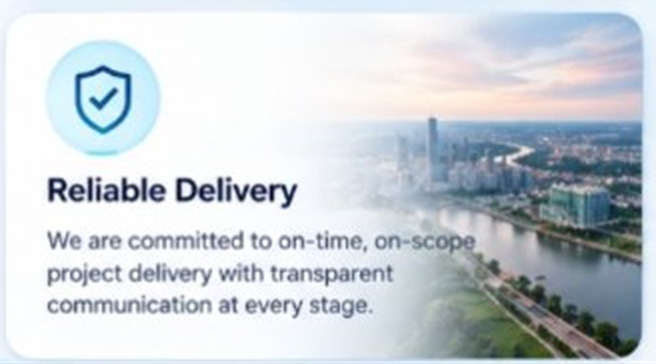 Reliable Delivery
We are committed to on-time, on-scope
project delivery with transparent
communication at every stage.